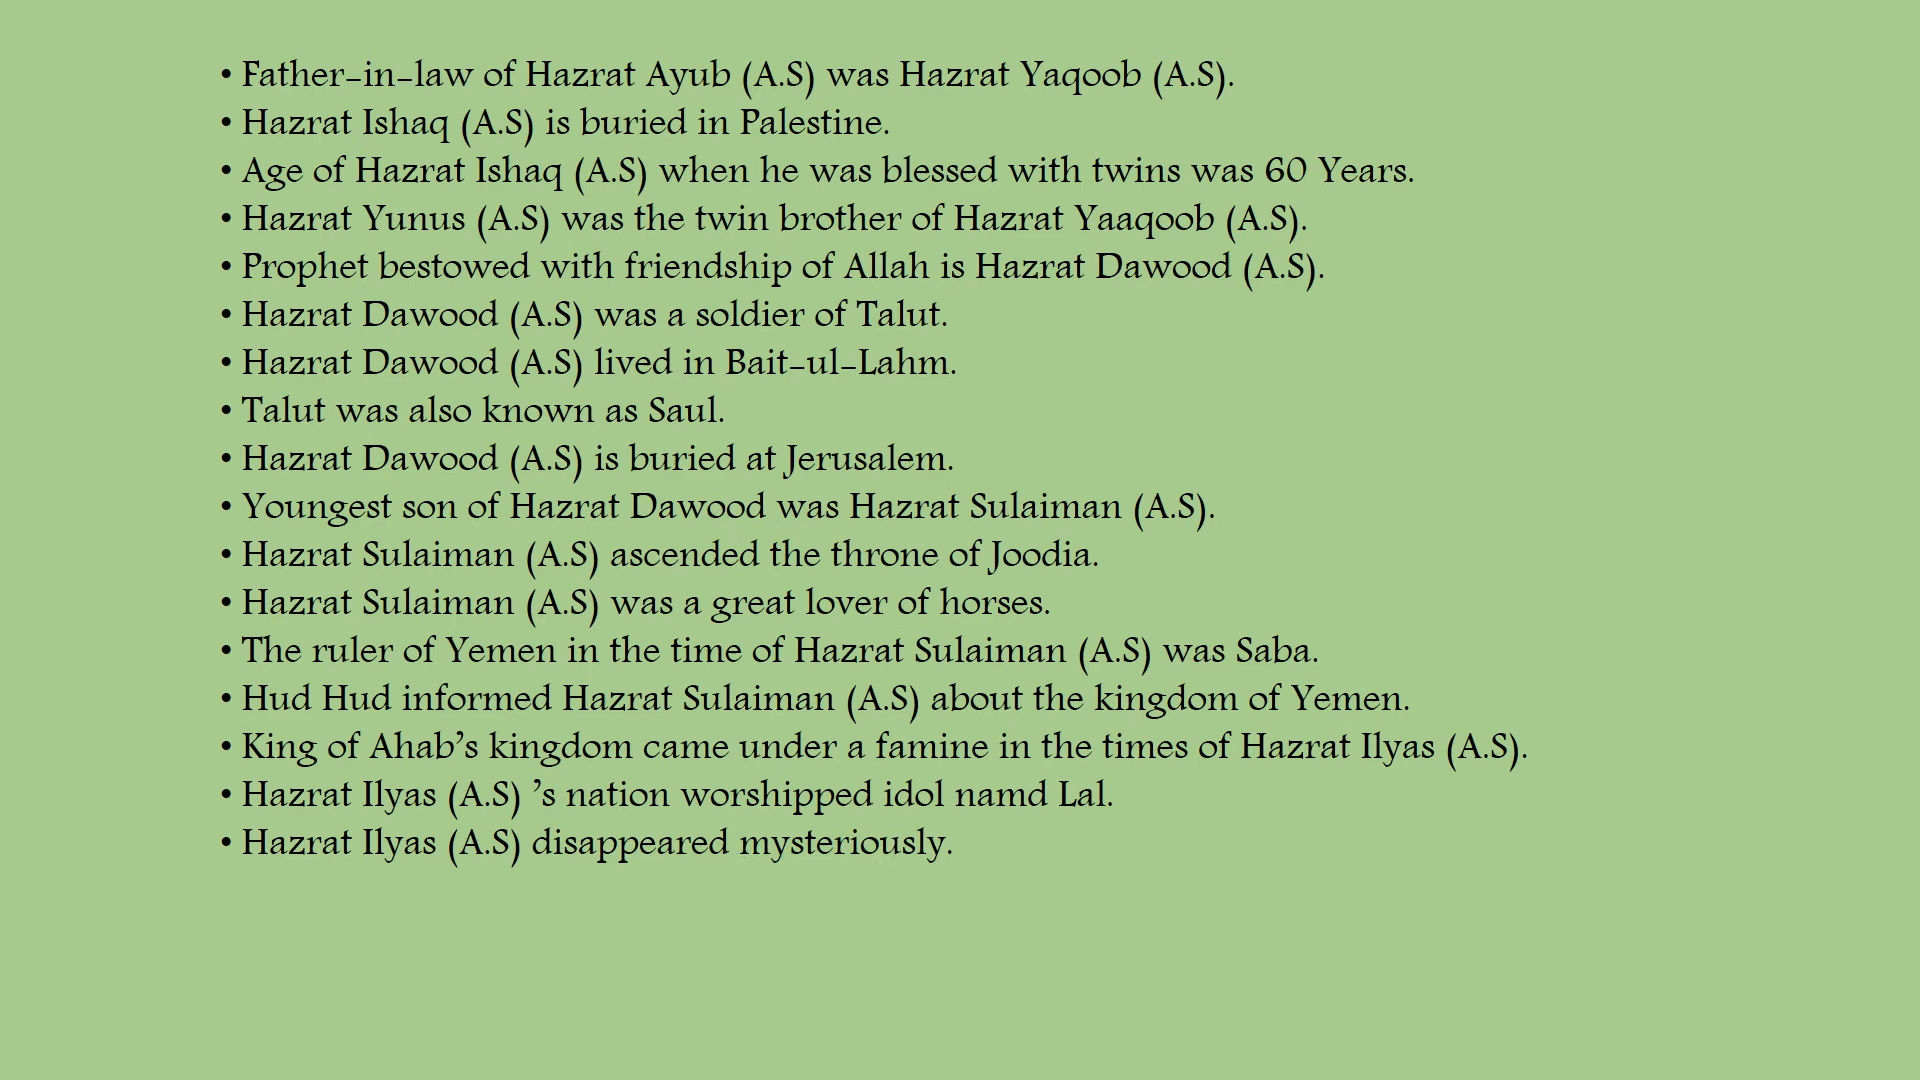 • Father-in-law of Hazrat Ayub (A.S) was Hazrat Yaqoob (A.S).
• Hazrat Ishaq (A.S) is buried in Palestine.
• Age of Hazrat Ishaq (A.S) when he was blessed with twins was 60 Years.
• Hazrat Yunus (A.S) was the twin brother of Hazrat Yaaqoob (A.S).
• Prophet bestowed with friendship of Allah is Hazrat Dawood (A.S).
• Hazrat Dawood (A.S) was a soldier of Talut.
• Hazrat Dawood (A.S) lived in Bait-ul-Lahm.
• Talut was also known as Saul.
• Hazrat Dawood (A.S) is buried at Jerusalem.
• Youngest son of Hazrat Dawood was Hazrat Sulaiman (A.S).
• Hazrat Sulaiman (A.S) ascended the throne of Joodia.
• Hazrat Sulaiman (A.S) was a great lover of horses.
• The ruler of Yemen in the time of Hazrat Sulaiman (A.S) was Saba.
• Hud Hud informed Hazrat Sulaiman (A.S) about the kingdom of Yemen.
• King of Ahab’s kingdom came under a famine in the times of Hazrat Ilyas (A.S).
• Hazrat Ilyas (A.S) ’s nation worshipped idol namd Lal.
• Hazrat Ilyas (A.S) disappeared mysteriously.